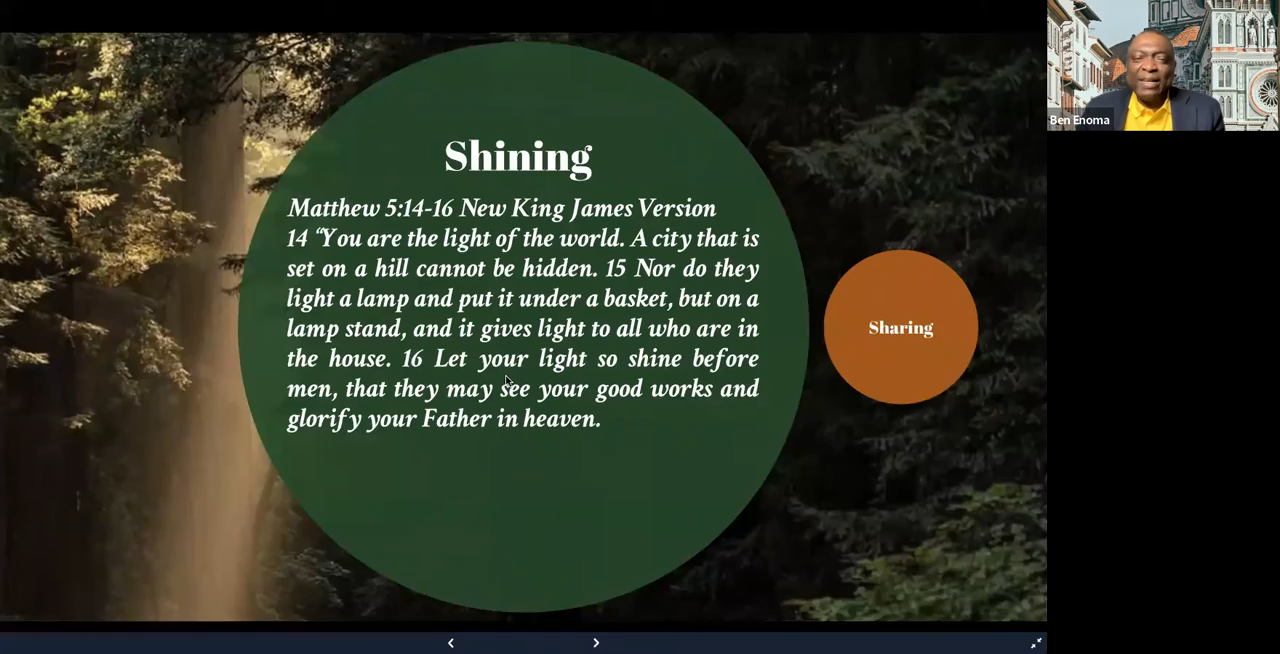 Shining
Matthew 5:14-16 New King James Version
14 “You are the light of the world. A city that is
set on a hill cannot be hidden. 15 Nor do they
light a lamp and put it under a basket, but on a
lamp stand, and it gives light to all who are in
the house. 16 Let your light so shine before
men, that they may see your good works and
glorify your Father in heaven.
Sharing
Ben Enoma